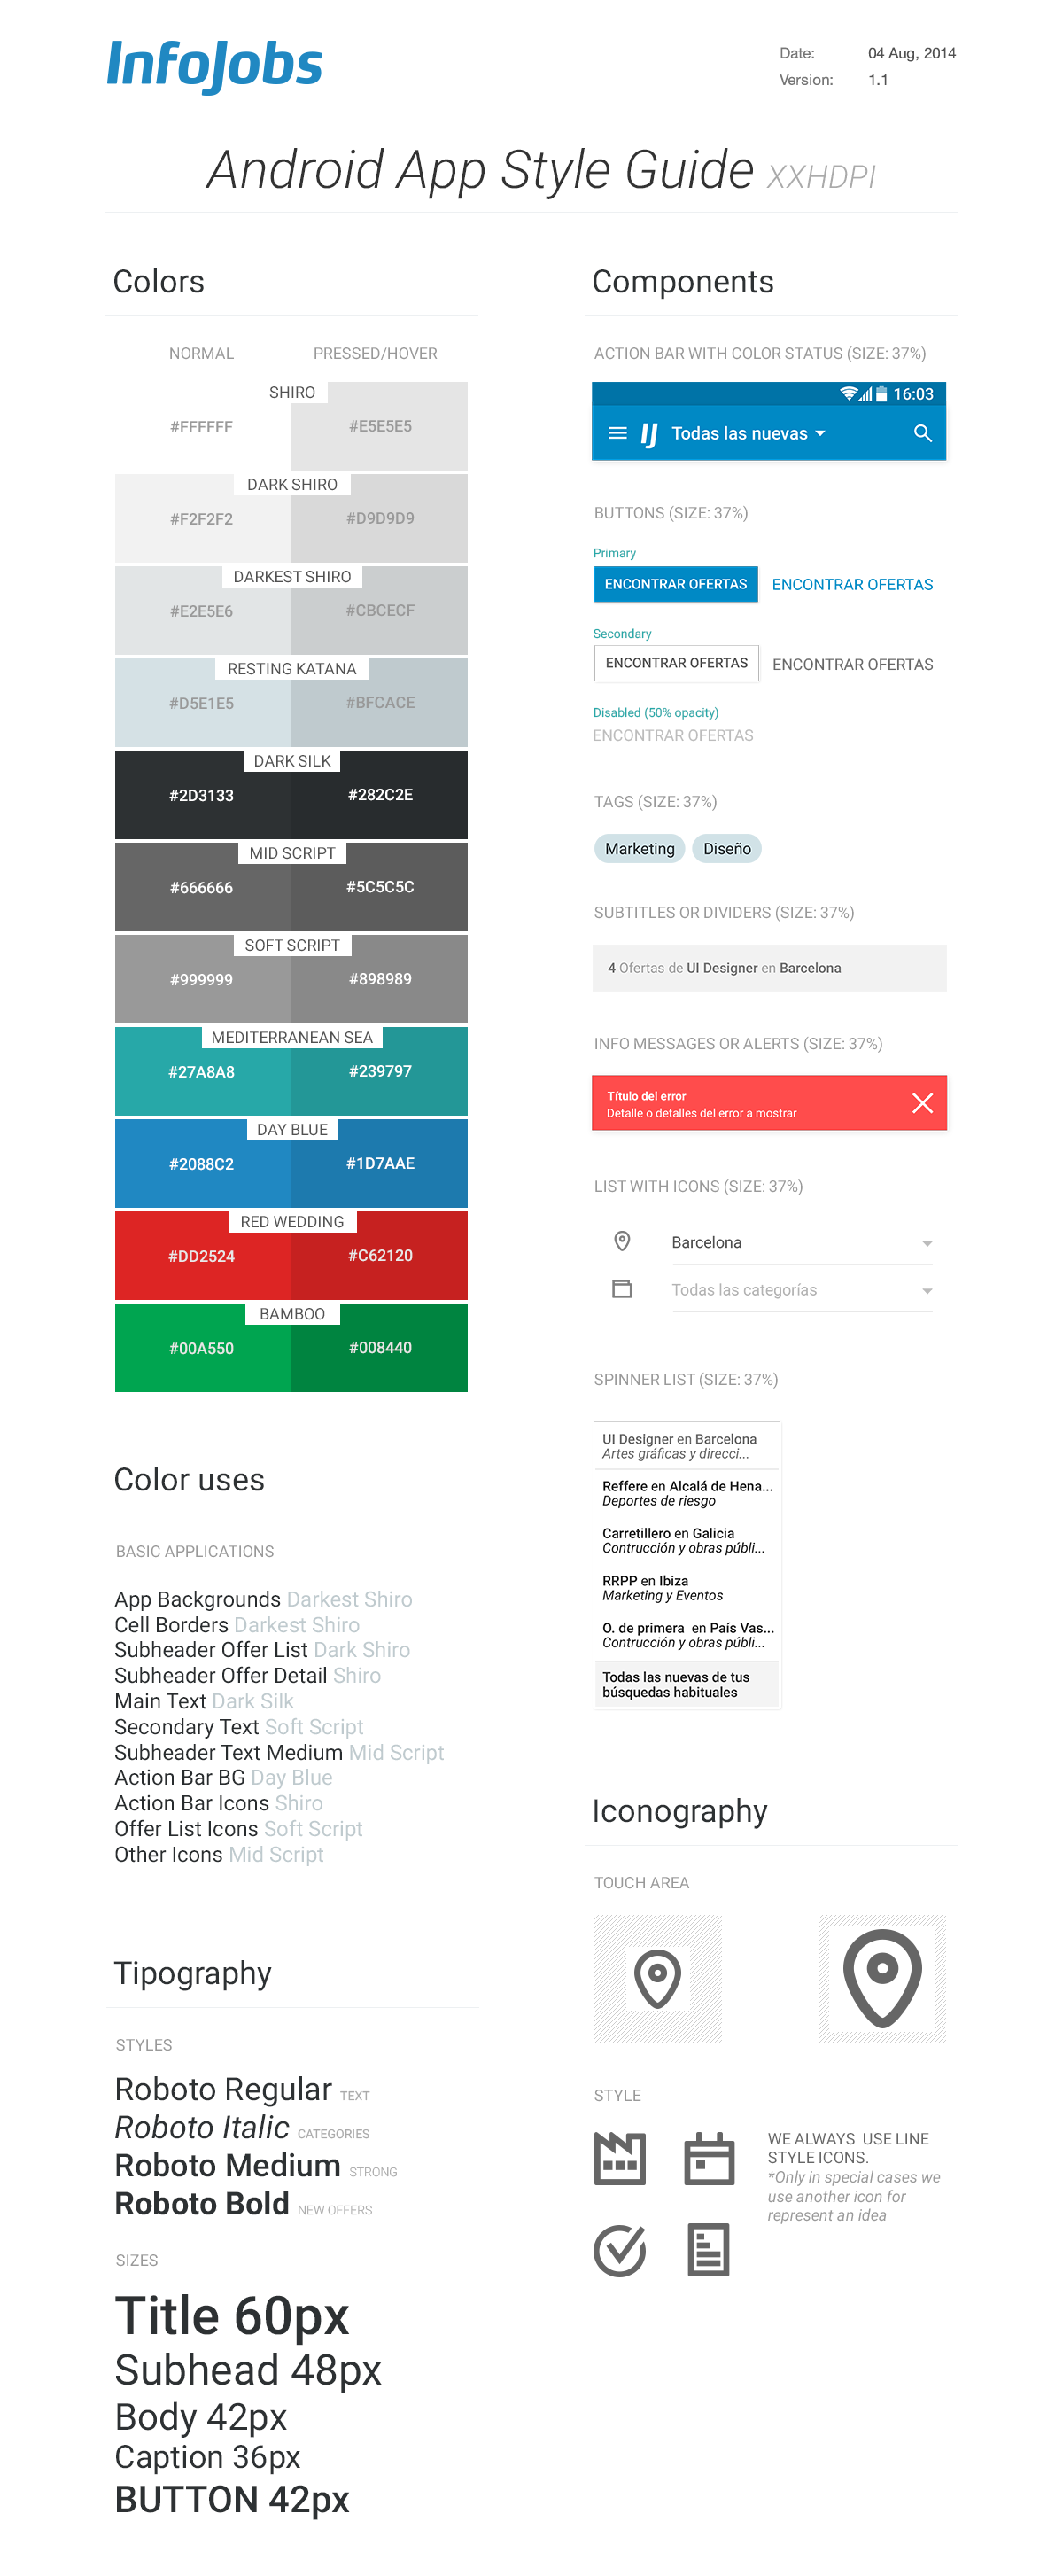 InfoJobs
Date: 04 Aug, 2014
Version: 1.1
Android App Style Guide XXHDPI
Colors
NORMAL PRESSED/HOVER
SHIRO
#FFFFFF #E5E5E5
DARK SHIRO
#F2F2F2 #D9D9D9
DARKEST SHIRO
#E2E5E6 #CBCECF
RESTING KATANA
#D5E1E5 #BFCACE
DARK SILK
#2D3133 #282C2E
MID SCRIPT
#666666 #5C5C5C
SOFT SCRIPT
#999999 #898989
MEDITERRANEAN SEA
#27A8A8 #239797
DAY BLUE
#2088C2 #1D7AAE
RED WEDDING
#DD2524 #C62120
BAMBOO
#00A550 #008440
Color uses
BASIC APPLICATIONS
App Backgrounds Darkest Shiro
Cell Borders Darkest Shiro
Subheader Offer List Dark Shiro
Subheader Offer Detail Shiro
Main Text Dark Silk
Secondary Text Soft Script
Subheader Text Medium Mid Script
Action Bar BG Day Blue
Action Bar Icons Shiro
Offer List Icons Soft Script
Other Icons Mid Script
Tipography
STYLES
Roboto Regular TEXT
Roboto Italic CATEGORIES
Roboto Medium STRONG
Roboto Bold NEW OFFERS
SIZES
Title 60px
Subhead 48px
Body 42px
Caption 36px
BUTTON 42px
Components
ACTION BAR WITH COLOR STATUS (SIZE: 37%)
16:03
IJ Todas las nuevas
BUTTONS (SIZE: 37%)
Primary
ENCONTRAR OFERTAS ENCONTRAR OFERTAS
Secondary
ENCONTRAR OFERTAS ENCONTRAR OFERTAS
Disabled (50% opacity)
ENCONTRAR OFERTAS
TAGS (SIZE: 37%)
Marketing Diseño
SUBTITLES OR DIVIDERS (SIZE: 37%)
4 Ofertas de UI Designer en Barcelona
INFO MESSAGES OR ALERTS (SIZE: 37%)
Título del error
Detalle o detalles del error a mostrar
LIST WITH ICONS (SIZE: 37%)
Barcelona
Todas las categorías
SPINNER LIST (SIZE: 37%)
UI Designer en Barcelona
Artes gráficas y direcci...
Reffere en Alcalá de Hena...
Deportes de riesgo
Carretillero en Galicia
Contrucción y obras públi...
RRPP en Ibiza
Marketing y Eventos
O. de primera en País Vas...
Contrucción y obras públi...
Todas las nuevas de tus
búsquedas habituales
Iconography
TOUCH AREA
STYLE
WE ALWAYS USE LINE
STYLE ICONS.
*Only in special cases we
use another icon for
represent an idea